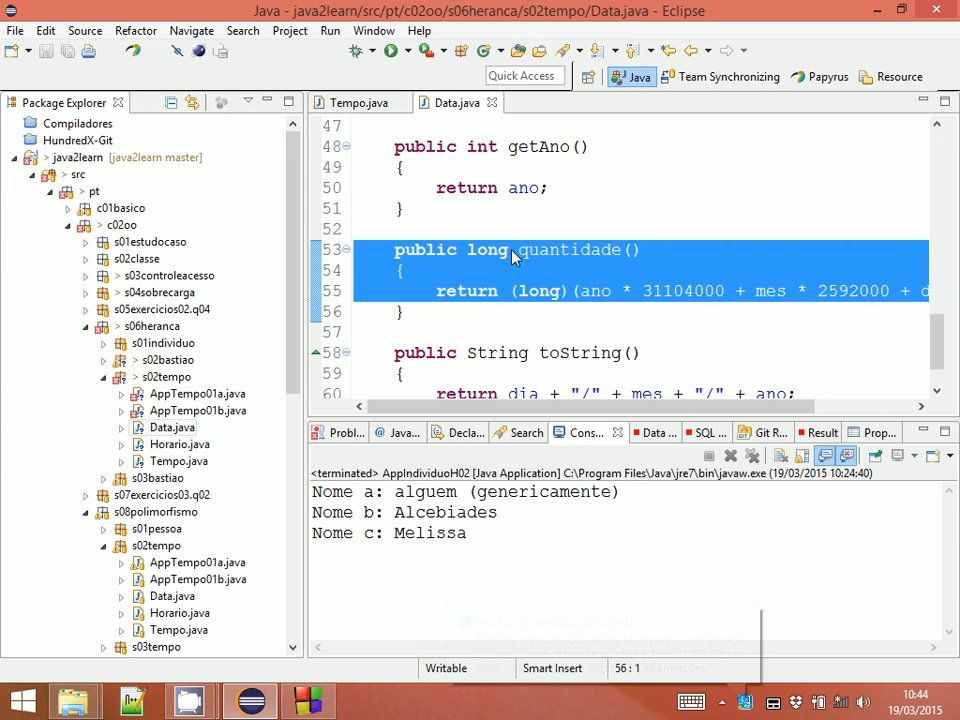 Java - java2learn/src/pt/c02oo/s06heranca/s02tempo/Data.java - Eclipse
File Edit Source Refactor Navigate Search Project Run Window Help
Quick Access
Java
Team Synchronizing
Papyrus
Resource
Package Explorer
Tempo.java
Data.java
Compiladores
HundredX-Git
> java2learn [java2learn master]
> src
> pt
c01basico
> c02oo
s01estudocaso
s02classe
> s03controleacesso
> s04sobrecarga
s05exercicios02.q04
> s06heranca
s01individuo
> s02bastiao
> s02tempo
AppTempo01a.java
AppTempo01b.java
Data.java
Horario.java
Tempo.java
s03bastiao
s07exercicios03.q02
s08polimorfismo
s01pessoa
s02tempo
AppTempo01a.java
AppTempo01b.java
Data.java
Horario.java
Tempo.java
s03tempo
47
48 public int getAno()
49 {
50 return ano;
51 }
52
53 public long quantidade()
54 {
55 return (long)(ano * 31104000 + mes * 2592000 + d
56 }
57
58 public String toString()
59 {
60 return dia + "/" + mes + "/" + ano;
Probl...
@ Java...
Decla...
Search
Cons...
Data ...
SQL ...
Git R...
Result
Prop...
<terminated> AppIndividuoH02 [Java Application] C:\Program Files\Java\jre7\bin\javaw.exe (19/03/2015 10:24:40)
Nome a: alguem (genericamente)
Nome b: Alcebiades
Nome c: Melissa
Writable
Smart Insert
56 : 1
10:44
19/03/2015